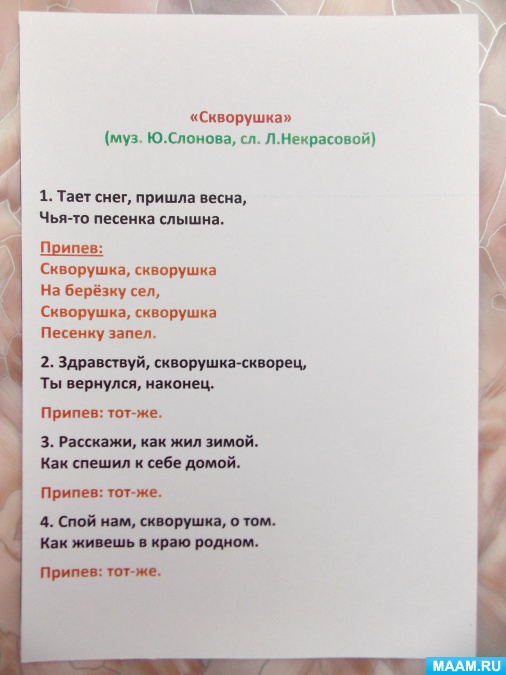 «Скворушка»
(муз. Ю.Слонова, сл. Л.Некрасовой)
1. Тает снег, пришла весна,
Чья-то песенка слышна.
Припев:
Скворушка, скворушка
На берёзку сел,
Скворушка, скворушка
Песенку запел.
2. Здравствуй, скворушка-скворец,
Ты вернулся, наконец.
Припев: тот-же.
3. Расскажи, как жил зимой.
Как спешил к себе домой.
Припев: тот-же.
4. Спой нам, скворушка, о том.
Как живешь в краю родном.
Припев: тот-же.
MAAM.RU